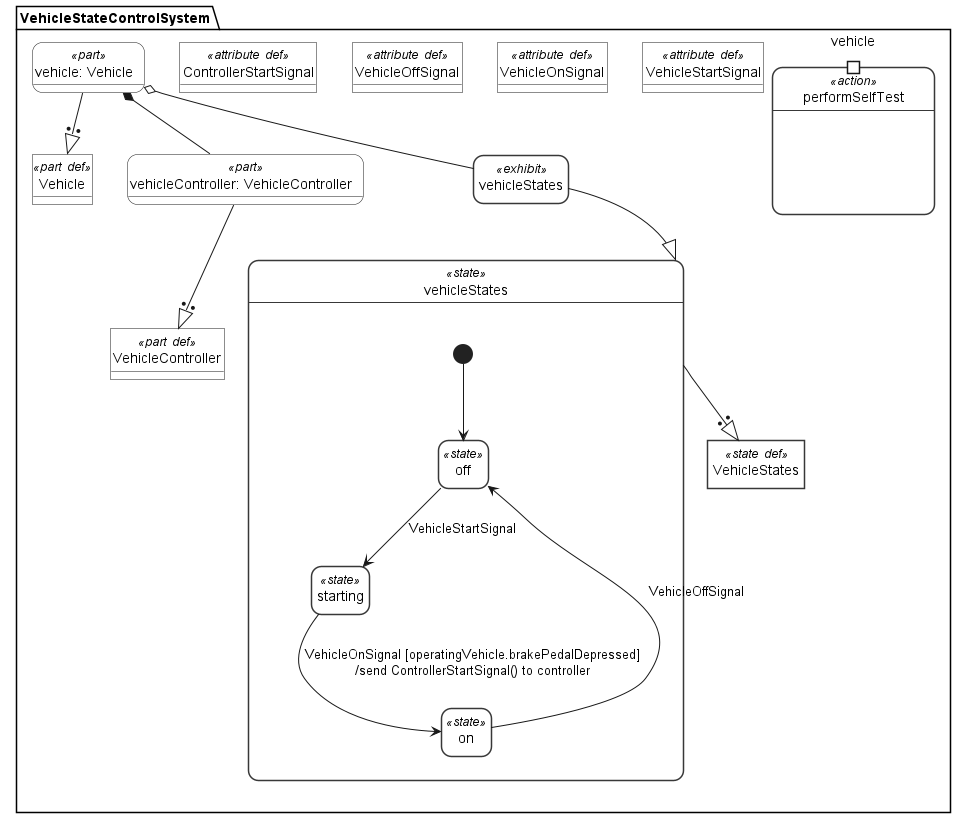 VehicleStateControlSystem
«part»
vehicle: Vehicle
«attribute def»
ControllerStartSignal
«attribute def»
VehicleOffSignal
«attribute def»
VehicleOnSignal
«attribute def»
VehicleStartSignal
vehicle
«action»
performSelfTest
«part def»
Vehicle
«part»
vehicleController: VehicleController
«exhibit»
vehicleStates
«part def»
VehicleController
«state»
vehicleStates
«state»
off
«state def»
VehicleStates
VehicleStartSignal
«state»
starting
VehicleOffSignal
VehicleOnSignal [operatingVehicle.brakePedalDepressed]
/send ControllerStartSignal() to controller
«state»
on